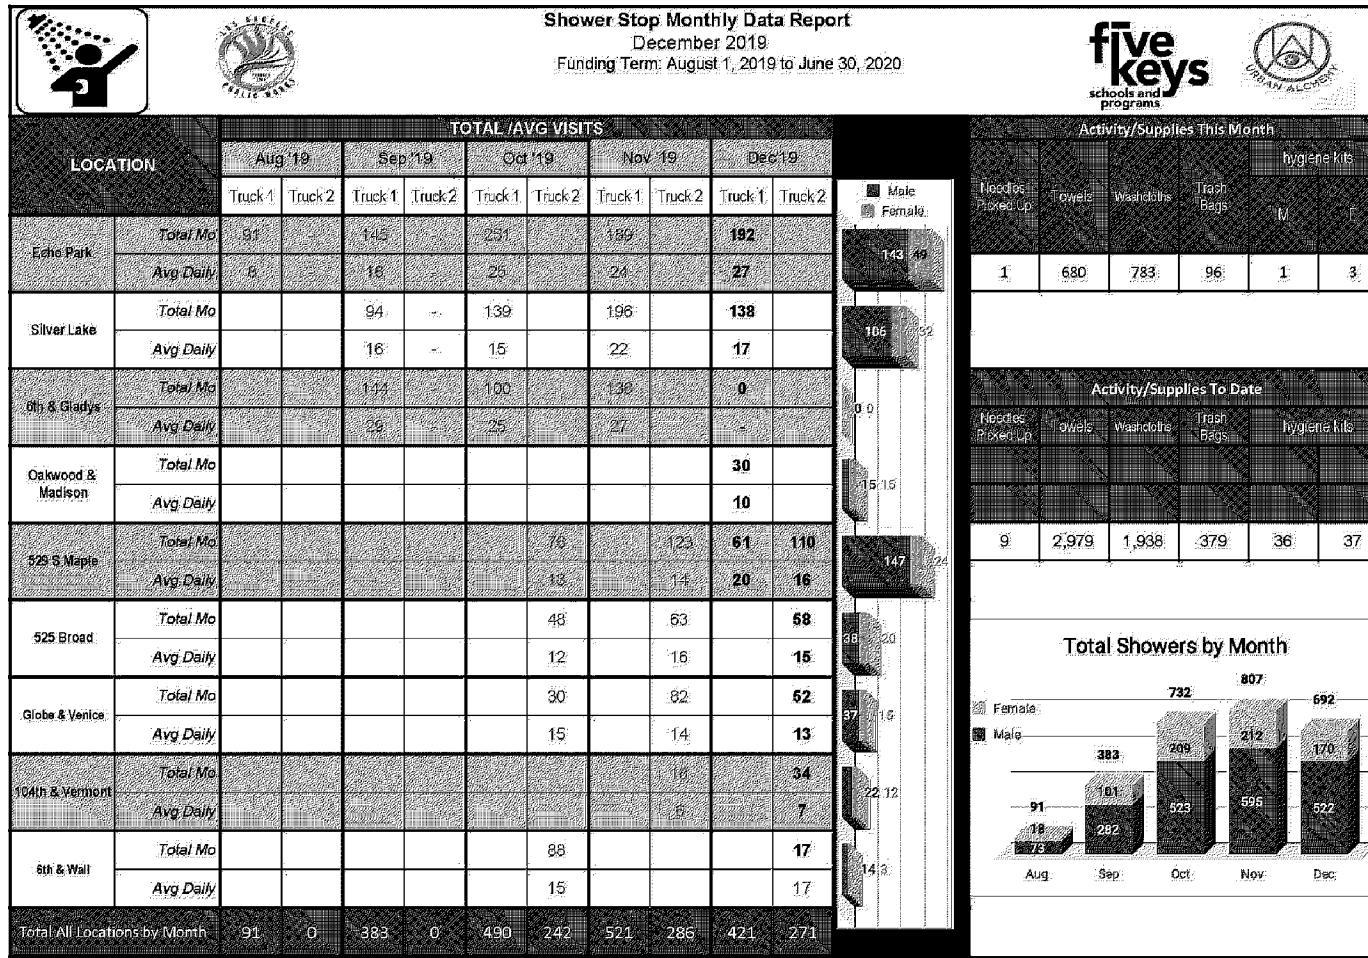 Shower Stop Monthly Data Report
December 2019
Funding Term: August 1, 2019 to June 30, 2020
LOS ANGELES
PUBLIC WORKS
five
keys
schools and
programs
URBAN ALCHEMY
LOCATION
TOTAL /AVG VISITS
Aug '19 Sep '19 Oct '19 Nov '19 Dec'19
Truck 1 Truck 2 Truck 1 Truck 2 Truck 1 Truck 2 Truck 1 Truck 2 Truck 1 Truck 2
Echo Park
Total Mo 91 - 145 - 251 189 192
Avg Daily 8 - 16 - 25 24 27
Silver Lake
Total Mo 94 - 139 196 138
Avg Daily 16 - 15 22 17
6th & Gladys
Total Mo 144 - 100 136 0
Avg Daily 29 - 25 27 -
Oakwood &
Madison
Total Mo 30
Avg Daily 10
529 S Maple
Total Mo 76 123 61 110
Avg Daily 13 14 20 16
525 Broad
Total Mo 48 63 58
Avg Daily 12 16 15
Globe & Venice
Total Mo 30 82 52
Avg Daily 15 14 13
104th & Vermont
Total Mo 18 34
Avg Daily 6 7
6th & Wall
Total Mo 88 17
Avg Daily 15 17
Total All Locations by Month 91 0 383 0 490 242 521 286 421 271
Male
Female
143 49
106 32
0 0
15 15
147 24
38 20
37 15
22 12
14 3
Activity/Supplies This Month
Needles
Picked Up
Towels
Washcloths
Trash
Bags
hygiene kits
M F
1 680 783 96 1 3
Activity/Supplies To Date
Needles
Picked Up
Towels
Washcloths
Trash
Bags
hygiene kits
9 2,979 1,938 379 36 37
Total Showers by Month
Female
Male
91 383 732 807 692
18 101 209 212 170
73 282 523 595 522
Aug Sep Oct Nov Dec